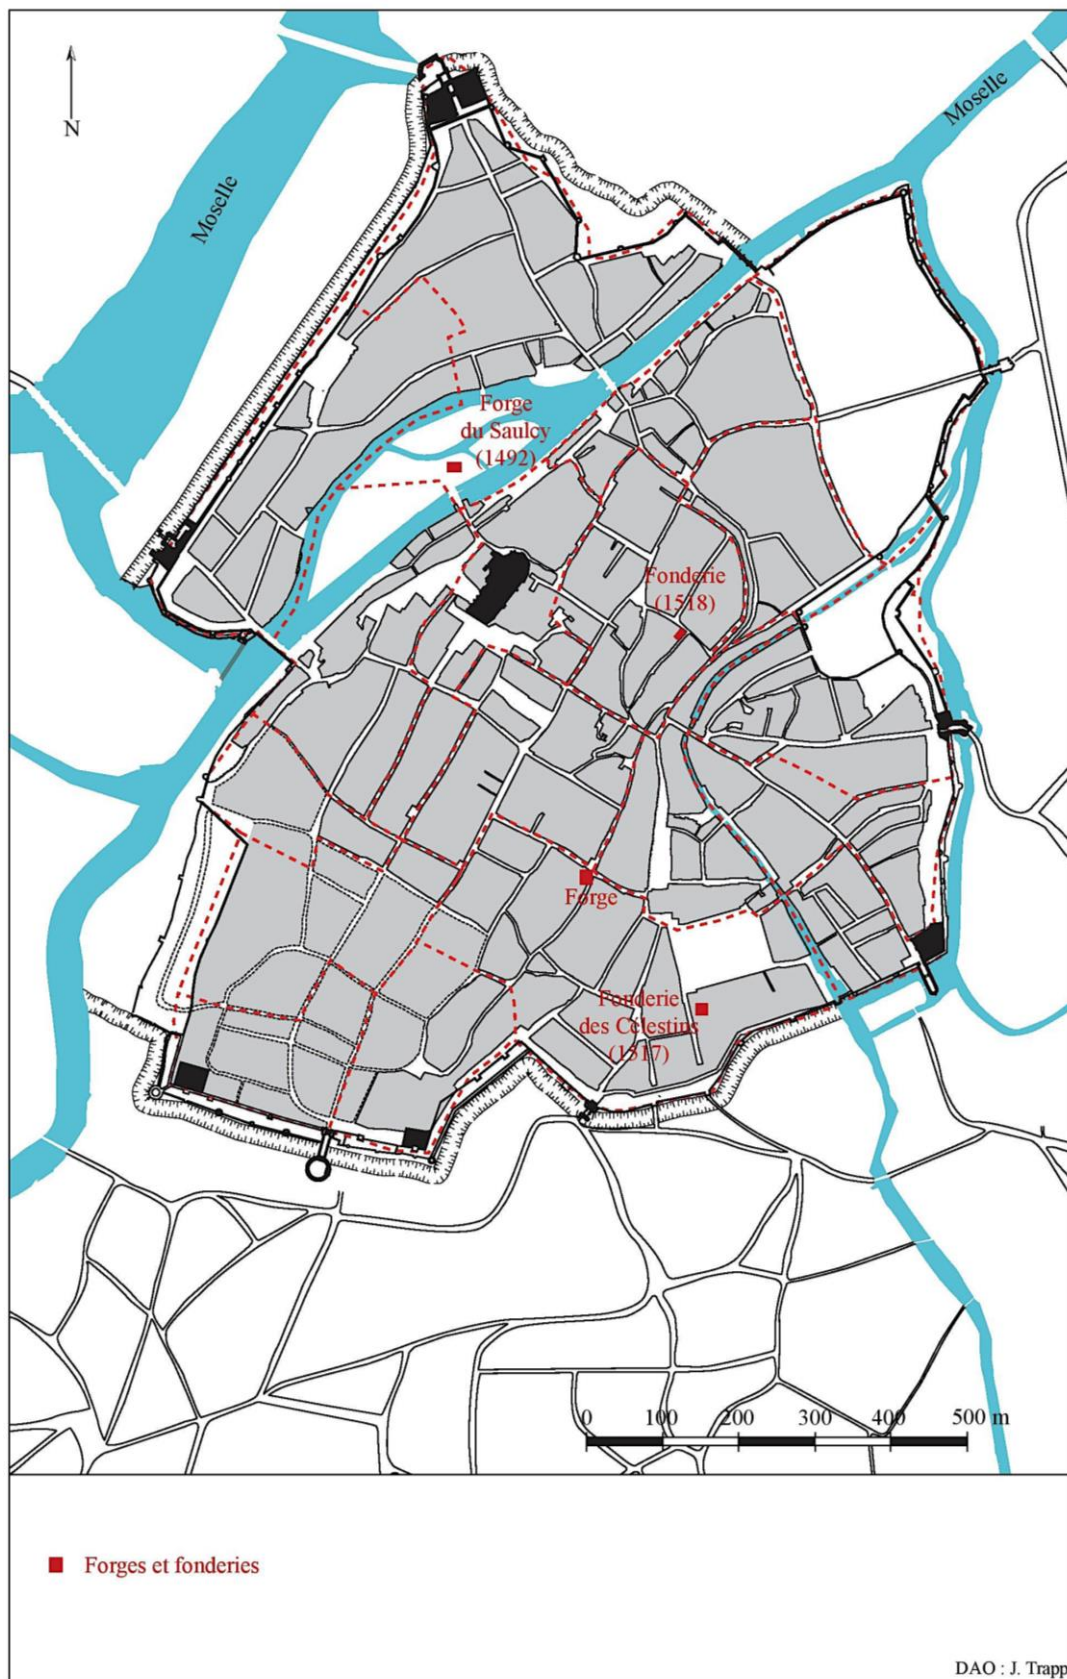 N
Moselle
Moselle
Forge
du Saulcy
(1492)
Fonderie
(1518)
Forge
Fonderie
des Célestins
(1517)
0 100 200 300 400 500 m
Forges et fonderies
DAO : J. Trapp